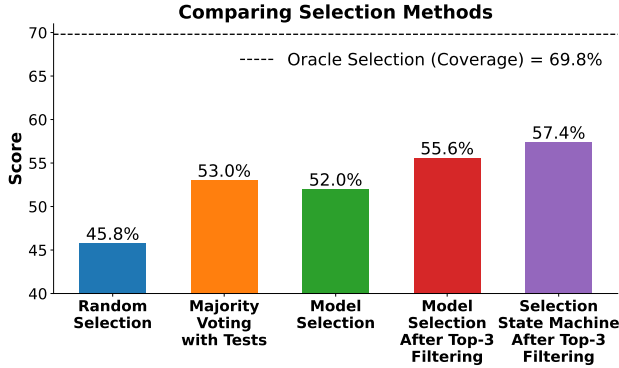 Comparing Selection Methods
70
65
60
55
50
45
40
Score
Oracle Selection (Coverage) = 69.8%
45.8%
53.0%
52.0%
55.6%
57.4%
Random
Selection
Majority
Voting
with Tests
Model
Selection
Model
Selection
After Top-3
Filtering
Selection
State Machine
After Top-3
Filtering